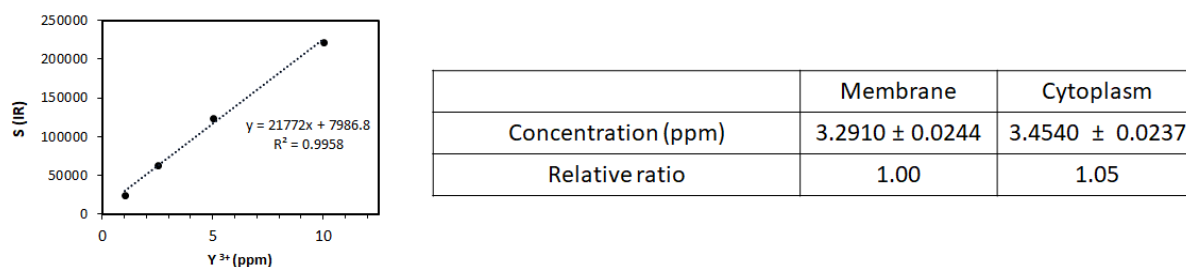 250000
200000
150000
100000
50000
0
S (IR)
y = 21772x + 7986.8
R² = 0.9958
0 5 10
Y ³⁺ (ppm)
Membrane Cytoplasm
Concentration (ppm) 3.2910 ± 0.0244 3.4540 ± 0.0237
Relative ratio 1.00 1.05